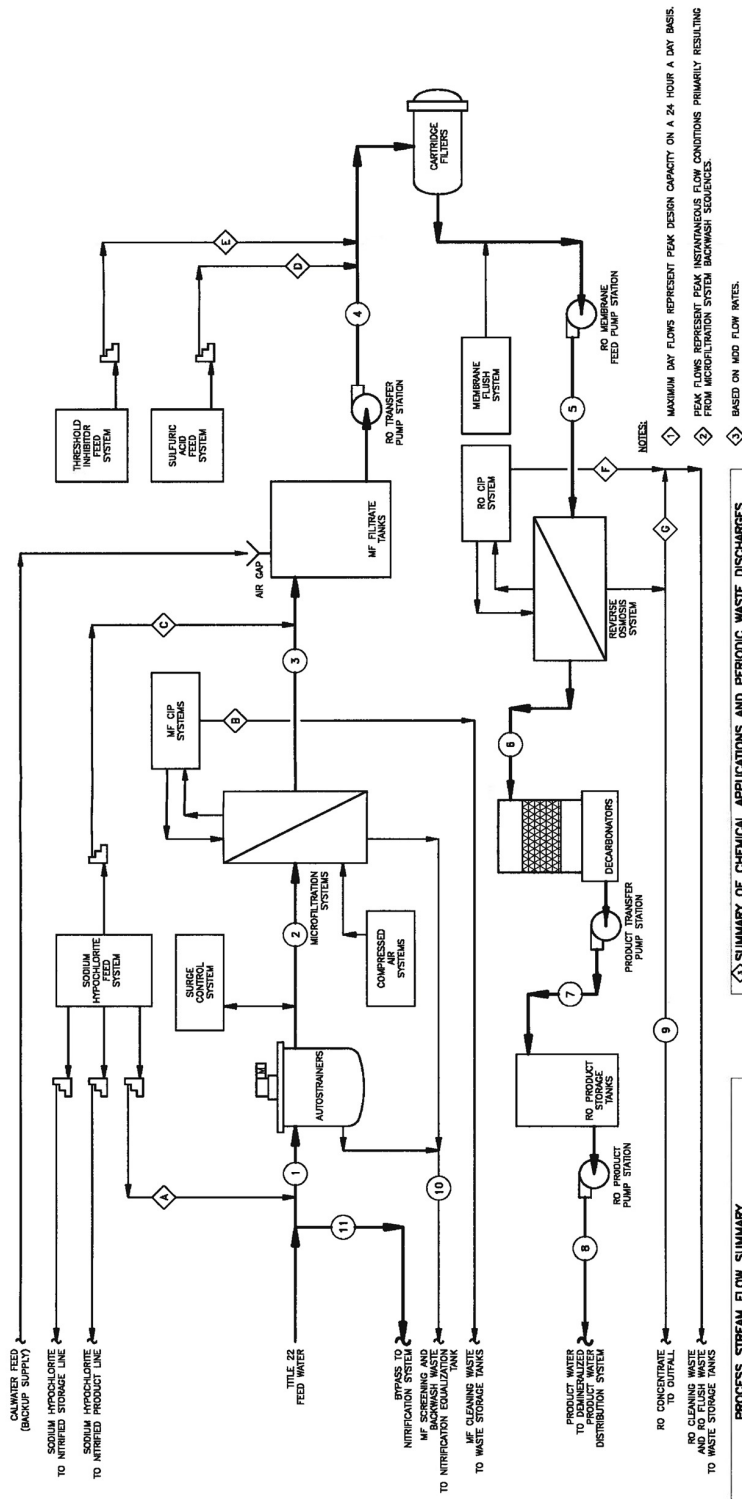 CALWATER FEED
(BACKUP SUPPLY)
SODIUM HYPOCHLORITE
TO NITRIFIED STORAGE LINE
SODIUM HYPOCHLORITE
TO NITRIFIED PRODUCT LINE
TITLE 22
FEED WATER
BYPASS TO
NITRIFICATION SYSTEM
MF SCREENING AND
BACKWASH WASTE
TO NITRIFICATION EQUALIZATION
TANK
MF CLEANING WASTE
TO WASTE STORAGE TANKS
SODIUM
HYPOCHLORITE
FEED
SYSTEM
A
11
1
M
AUTOSTRAINERS
10
SURGE
CONTROL
SYSTEM
2
COMPRESSED
AIR
SYSTEMS
MICROFILTRATION
SYSTEMS
MF CIP
SYSTEMS
B
C
3
AIR GAP
MF FILTRATE
TANKS
THRESHOLD
INHIBITOR
FEED
SYSTEM
SULFURIC
ACID
FEED
SYSTEM
RO TRANSFER
PUMP STATION
4
D
E
CARTRIDGE
FILTERS
MEMBRANE
FLUSH
SYSTEM
RO MEMBRANE
FEED PUMP STATION
5
RO CIP
SYSTEM
F
G
REVERSE
OSMOSIS
SYSTEM
6
DECARBONATORS
PRODUCT TRANSFER
PUMP STATION
7
RO PRODUCT
STORAGE
TANKS
RO PRODUCT
PUMP STATION
8
PRODUCT WATER
TO DEMINERALIZED
PRODUCT WATER
DISTRIBUTION SYSTEM
9
RO CONCENTRATE
TO OUTFALL
RO CLEANING WASTE
AND RO FLUSH WASTE
TO WASTE STORAGE TANKS
NOTES:
1 MAXIMUM DAY FLOWS REPRESENT PEAK DESIGN CAPACITY ON A 24 HOUR A DAY BASIS.
2 PEAK FLOWS REPRESENT PEAK INSTANTANEOUS FLOW CONDITIONS PRIMARILY RESULTING
FROM MICROFILTRATION SYSTEM BACKWASH SEQUENCES.
3 BASED ON MDD FLOW RATES.
PROCESS STREAM FLOW SUMMARY
SUMMARY OF CHEMICAL APPLICATIONS AND PERIODIC WASTE DISCHARGES